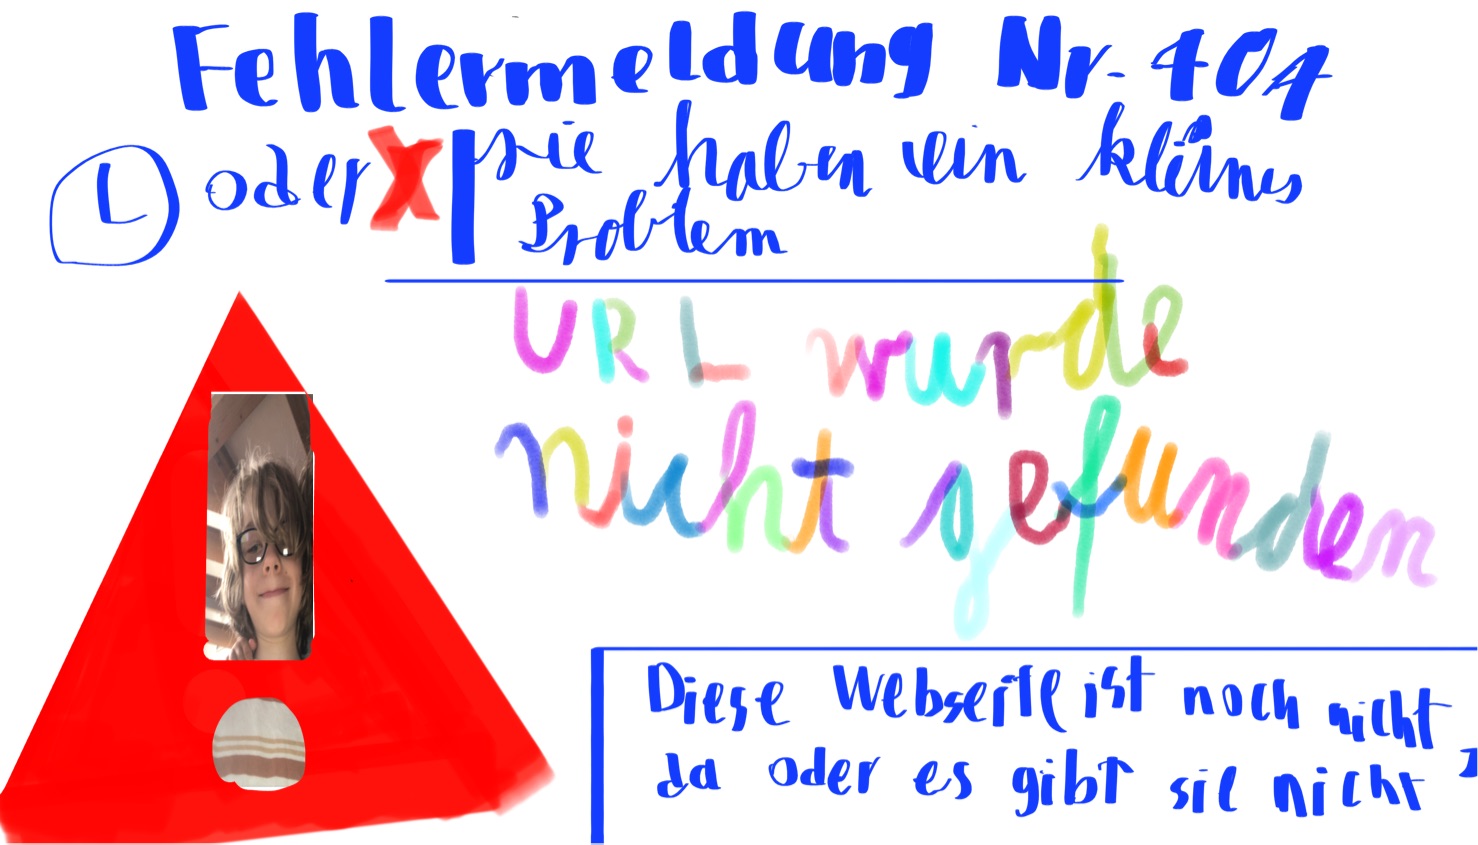 Fehlermeldung Nr. 404
L oder X sie haben ein kleines
Problem
URL wurde
nicht gefunden
Diese Webseite ist noch nicht
da oder es gibt sie nicht